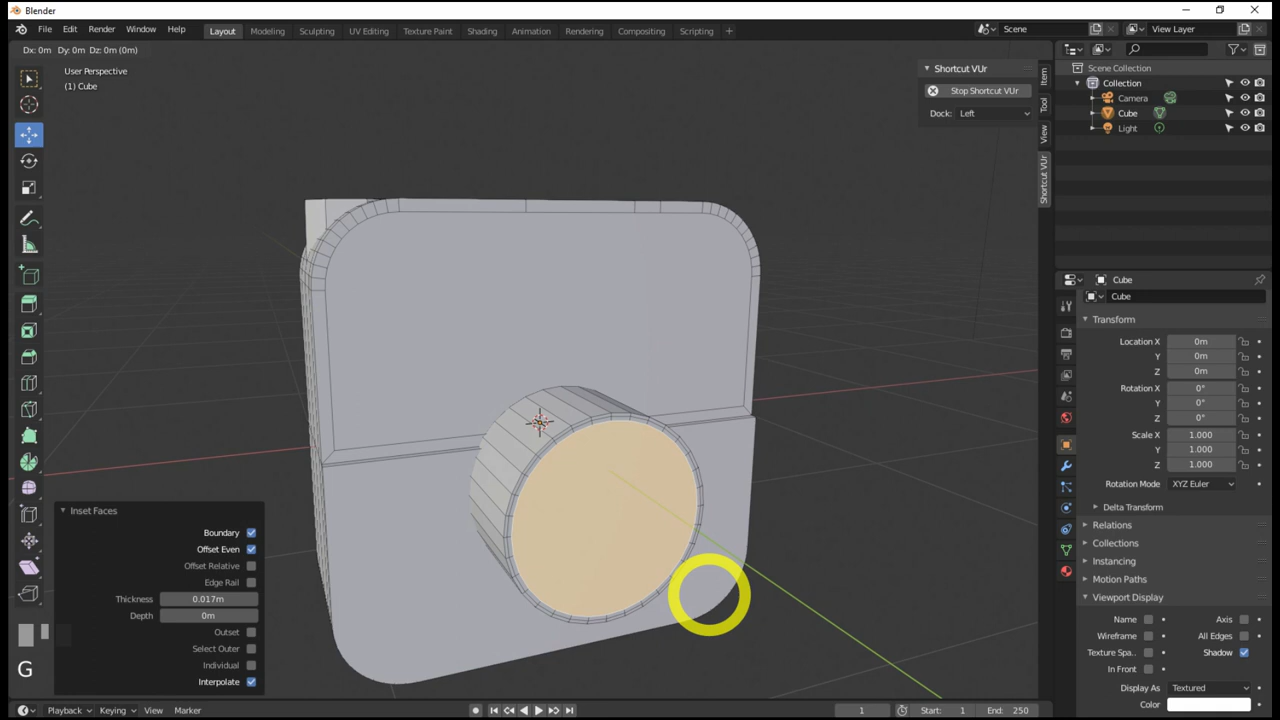 Blender
File Edit Render Window Help Layout Modeling Sculpting UV Editing Texture Paint Shading Animation Rendering Compositing Scripting + Scene View Layer
Dx: 0m Dy: 0m Dz: 0m (0m)
User Perspective
(1) Cube
Shortcut VUr
Stop Shortcut VUr
Dock: Left
Item
Tool
View
Shortcut VUr
Scene Collection
Collection
Camera
Cube
Light
Cube
Cube
Transform
Location X 0m
Y 0m
Z 0m
Rotation X 0°
Y 0°
Z 0°
Scale X 1.000
Y 1.000
Z 1.000
Rotation Mode XYZ Euler
Delta Transform
Relations
Collections
Instancing
Motion Paths
Viewport Display
Name Axis
Wireframe All Edges
Texture Spa.. Shadow
In Front
Display As Textured
Color
Inset Faces
Boundary
Offset Even
Offset Relative
Edge Rail
Thickness 0.017m
Depth 0m
Outset
Select Outer
Individual
Interpolate
G
Playback Keying View Marker 1 Start: 1 End: 250